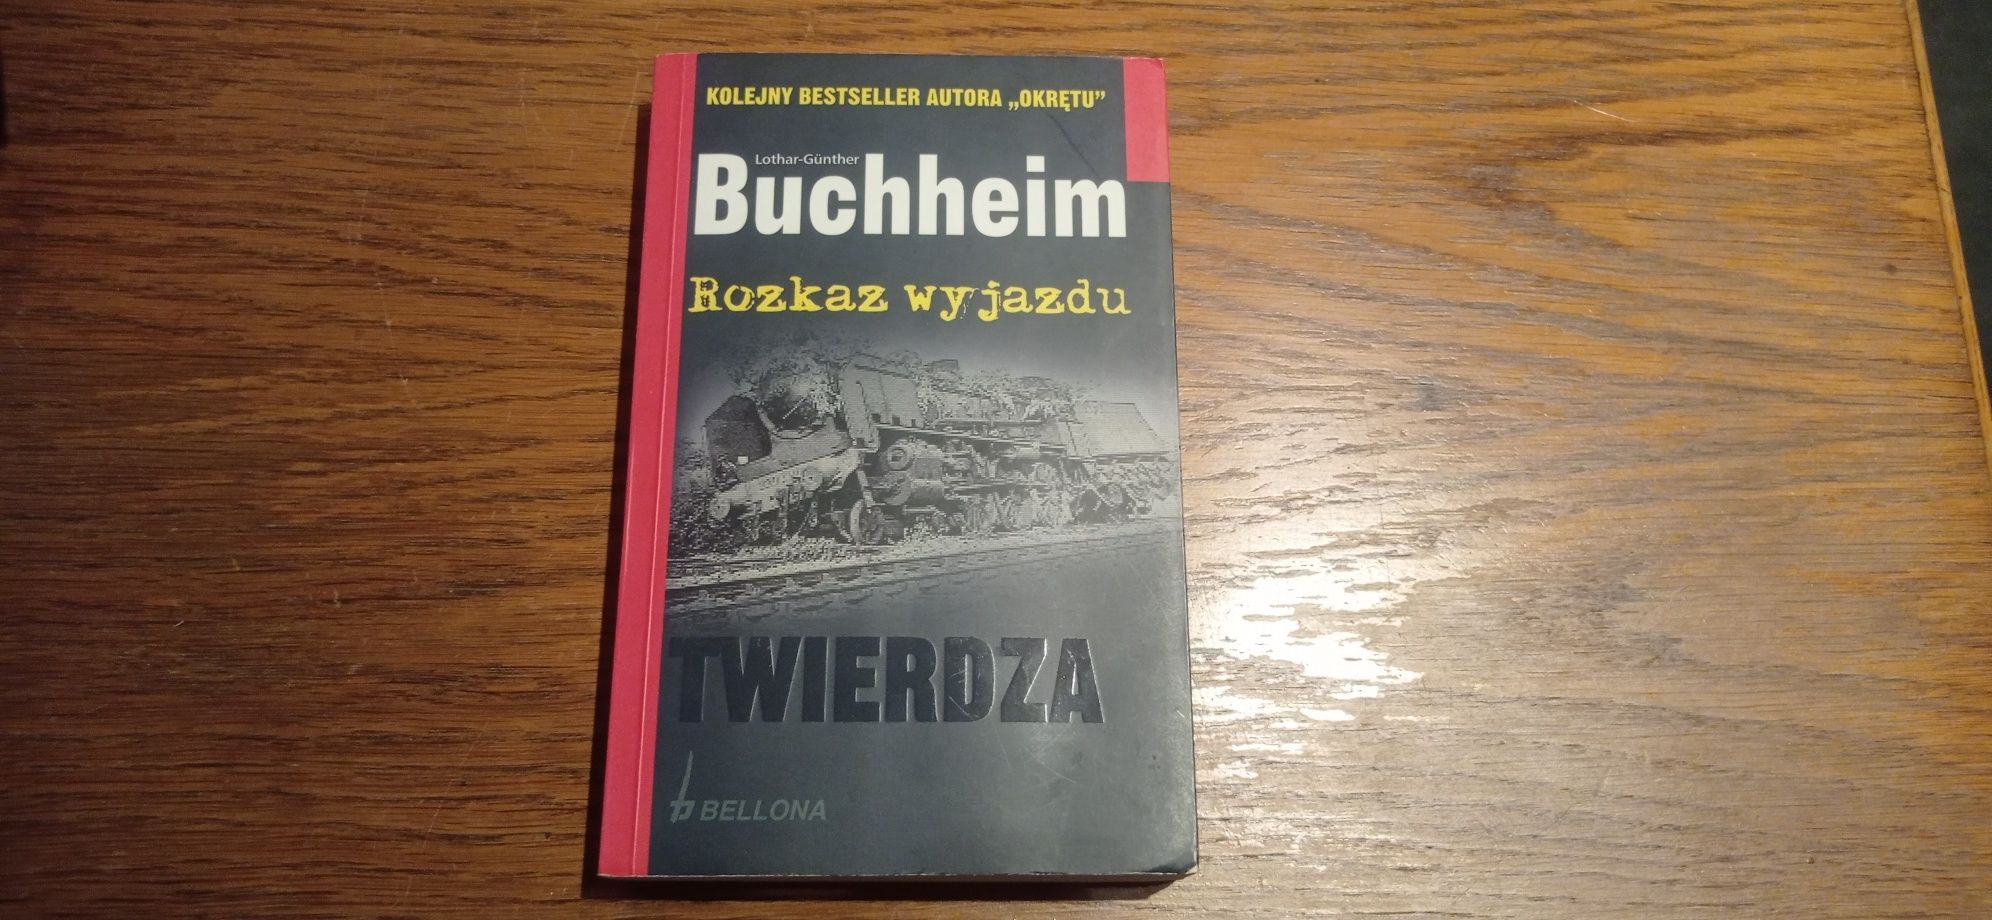 KOLEJNY BESTSELLER AUTORA „OKRĘTU”
Lothar-Günther
Buchheim
Rozkaz wyjazdu
TWIERDZA
BELLONA